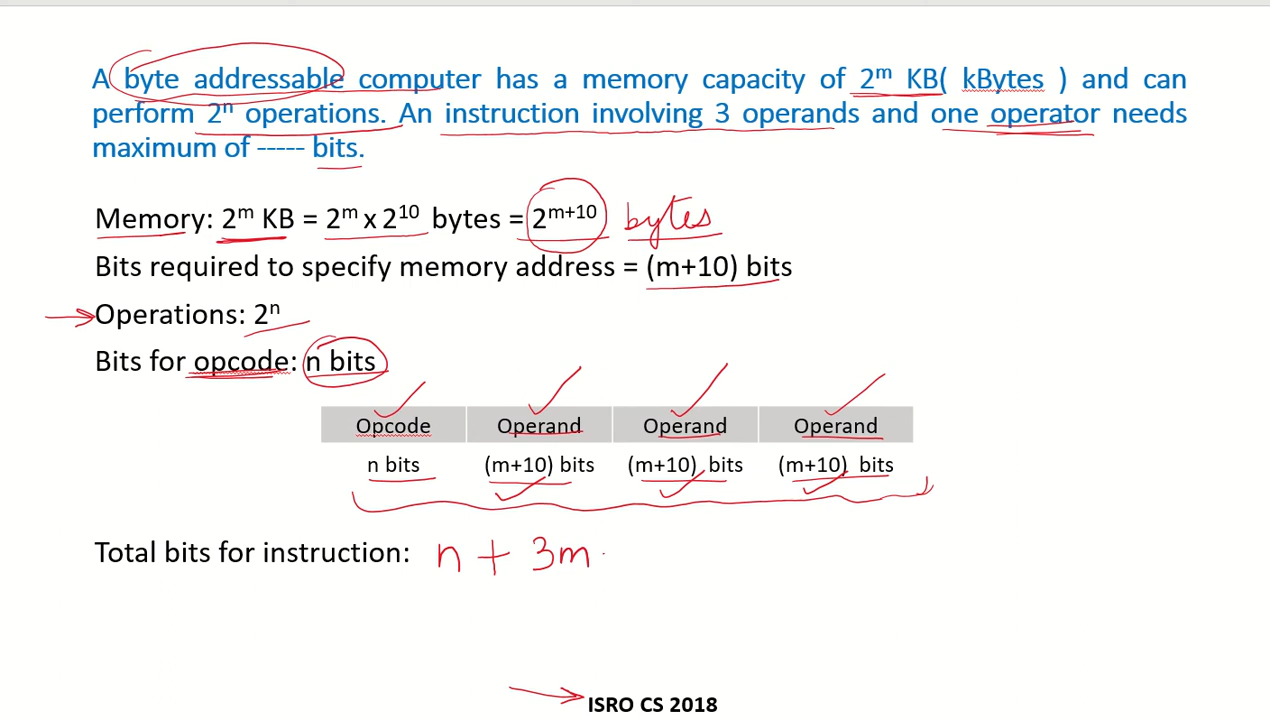 A byte addressable computer has a memory capacity of 2ᵐ KB( kBytes ) and can
perform 2ⁿ operations. An instruction involving 3 operands and one operator needs
maximum of ----- bits.
Memory: 2ᵐ KB = 2ᵐ x 2¹⁰ bytes = 2ᵐ⁺¹⁰ bytes
Bits required to specify memory address = (m+10) bits
Operations: 2ⁿ
Bits for opcode: n bits
Opcode Operand Operand Operand
n bits (m+10) bits (m+10) bits (m+10) bits
Total bits for instruction: n + 3m
ISRO CS 2018